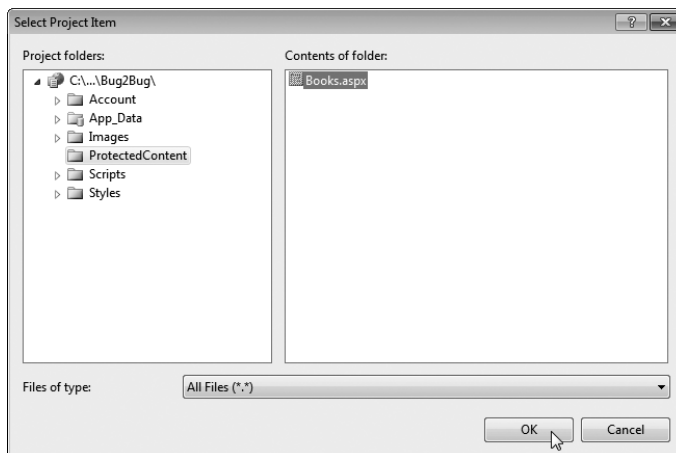 Select Project Item
Project folders:
Contents of folder:
C:\...\Bug2Bug\
Account
App_Data
Images
ProtectedContent
Scripts
Styles
Books.aspx
Files of type:
All Files (*.*)
OK
Cancel